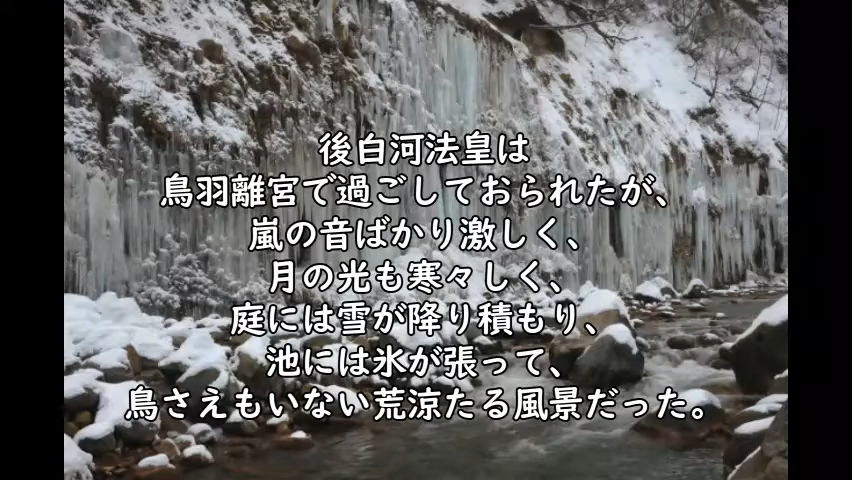 後白河法皇は
鳥羽離宮で過ごしておられたが、
嵐の音ばかり激しく、
月の光も寒々しく、
庭には雪が降り積もり、
池には氷が張って、
鳥さえもいない荒涼たる風景だった。